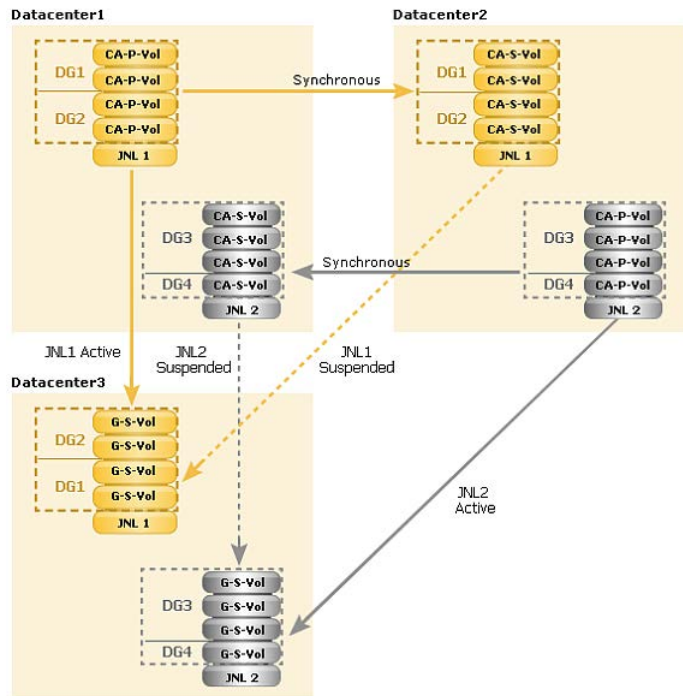 Datacenter1
CA-P-Vol
DG1
CA-P-Vol
CA-P-Vol
DG2
CA-P-Vol
JNL 1
Synchronous
Datacenter2
CA-S-Vol
DG1
CA-S-Vol
CA-S-Vol
DG2
CA-S-Vol
JNL 1
CA-S-Vol
DG3
CA-S-Vol
CA-S-Vol
DG4
CA-S-Vol
JNL 2
Synchronous
CA-P-Vol
DG3
CA-P-Vol
CA-P-Vol
DG4
CA-P-Vol
JNL 2
JNL1 Active
JNL2
Suspended
JNL1
Suspended
Datacenter3
G-S-Vol
DG2
G-S-Vol
G-S-Vol
DG1
G-S-Vol
JNL 1
JNL2
Active
G-S-Vol
DG3
G-S-Vol
G-S-Vol
DG4
G-S-Vol
JNL 2